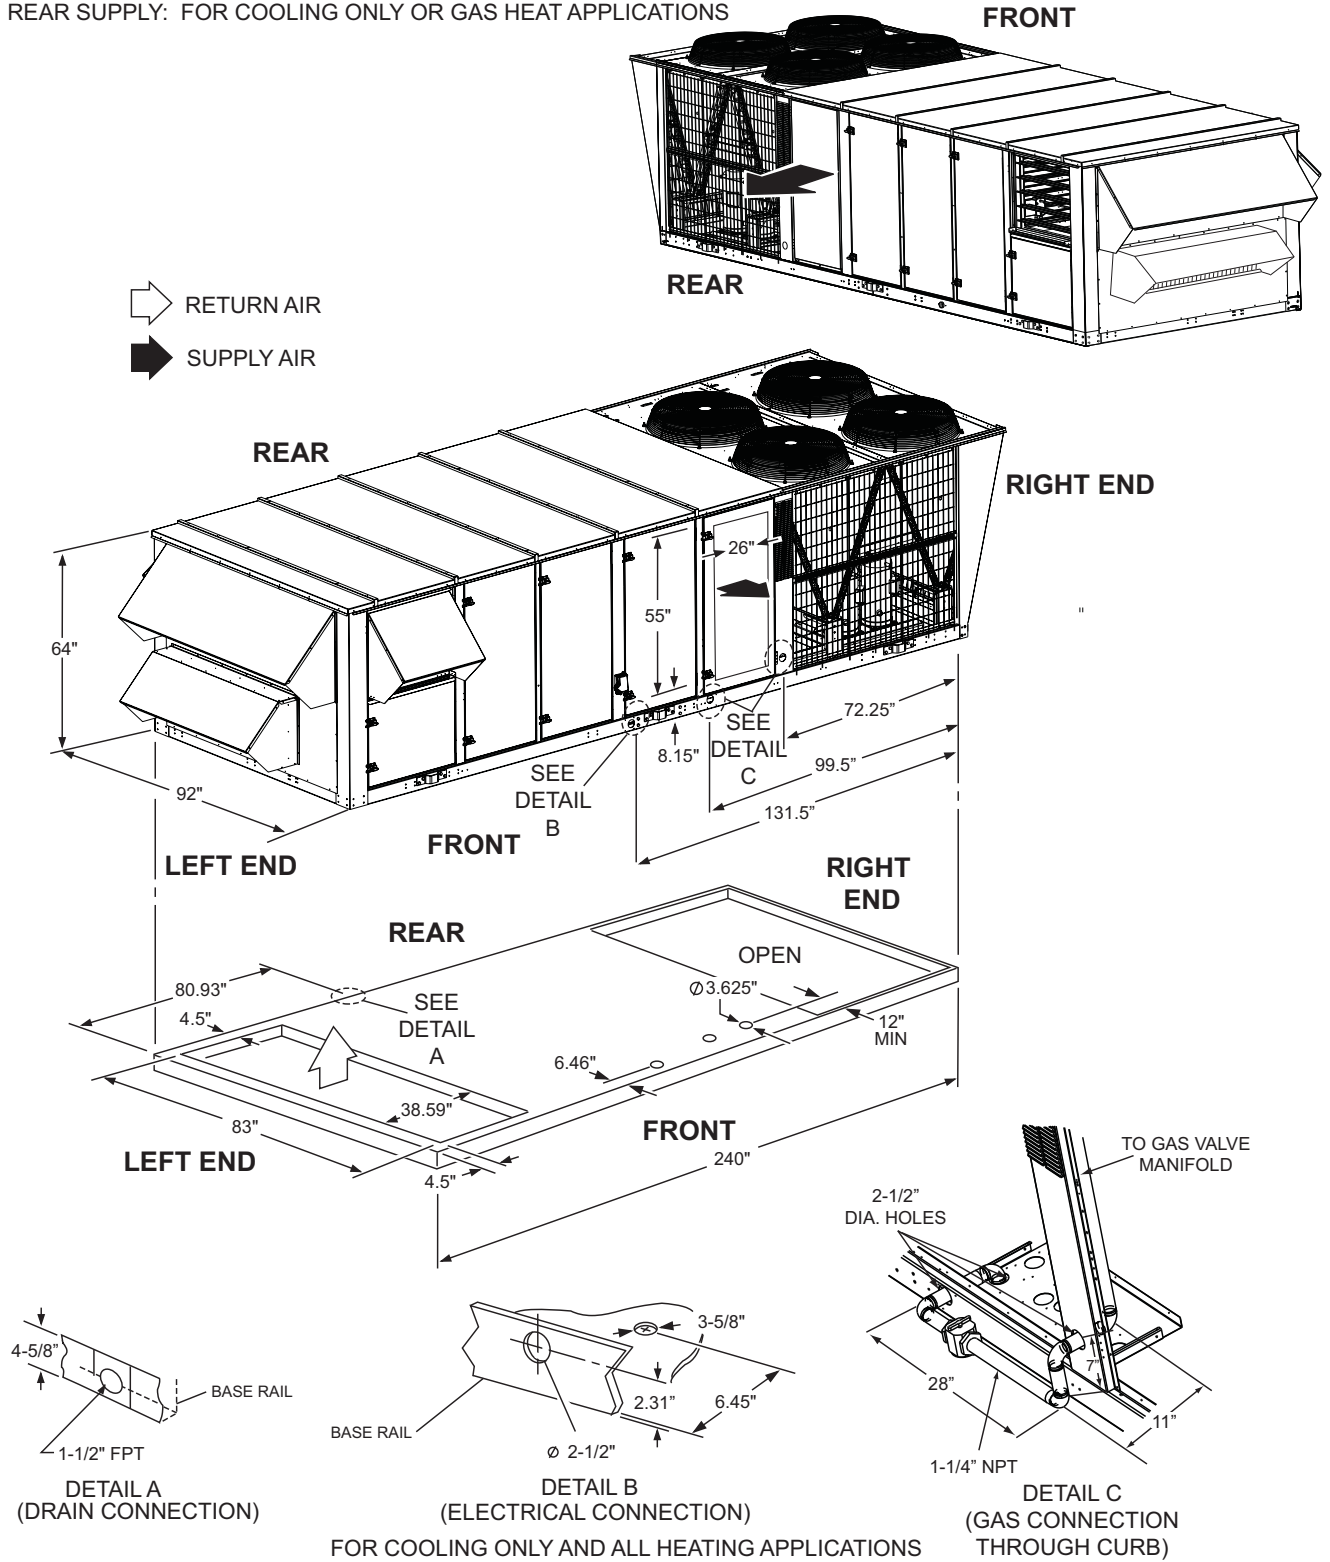 REAR SUPPLY: FOR COOLING ONLY OR GAS HEAT APPLICATIONS
FRONT
REAR
RETURN AIR
SUPPLY AIR
REAR
RIGHT END
26"
55"
64"
72.25”
SEE
DETAIL
C
8.15"
99.5”
SEE
DETAIL
B
92"
131.5”
FRONT
LEFT END
RIGHT
END
REAR
OPEN
80.93"
Ø3.625"
SEE
DETAIL
A
4.5"
12"
MIN
6.46"
38.59"
83"
FRONT
LEFT END
240"
4.5"
TO GAS VALVE
MANIFOLD
2-1/2”
DIA. HOLES
3-5/8"
4-5/8”
7"
28”
BASE RAIL
2.31”
6.45"
11”
BASE RAIL
1-1/2" FPT
Ø 2-1/2"
1-1/4” NPT
DETAIL A
(DRAIN CONNECTION)
DETAIL B
(ELECTRICAL CONNECTION)
DETAIL C
(GAS CONNECTION
THROUGH CURB)
FOR COOLING ONLY AND ALL HEATING APPLICATIONS
"